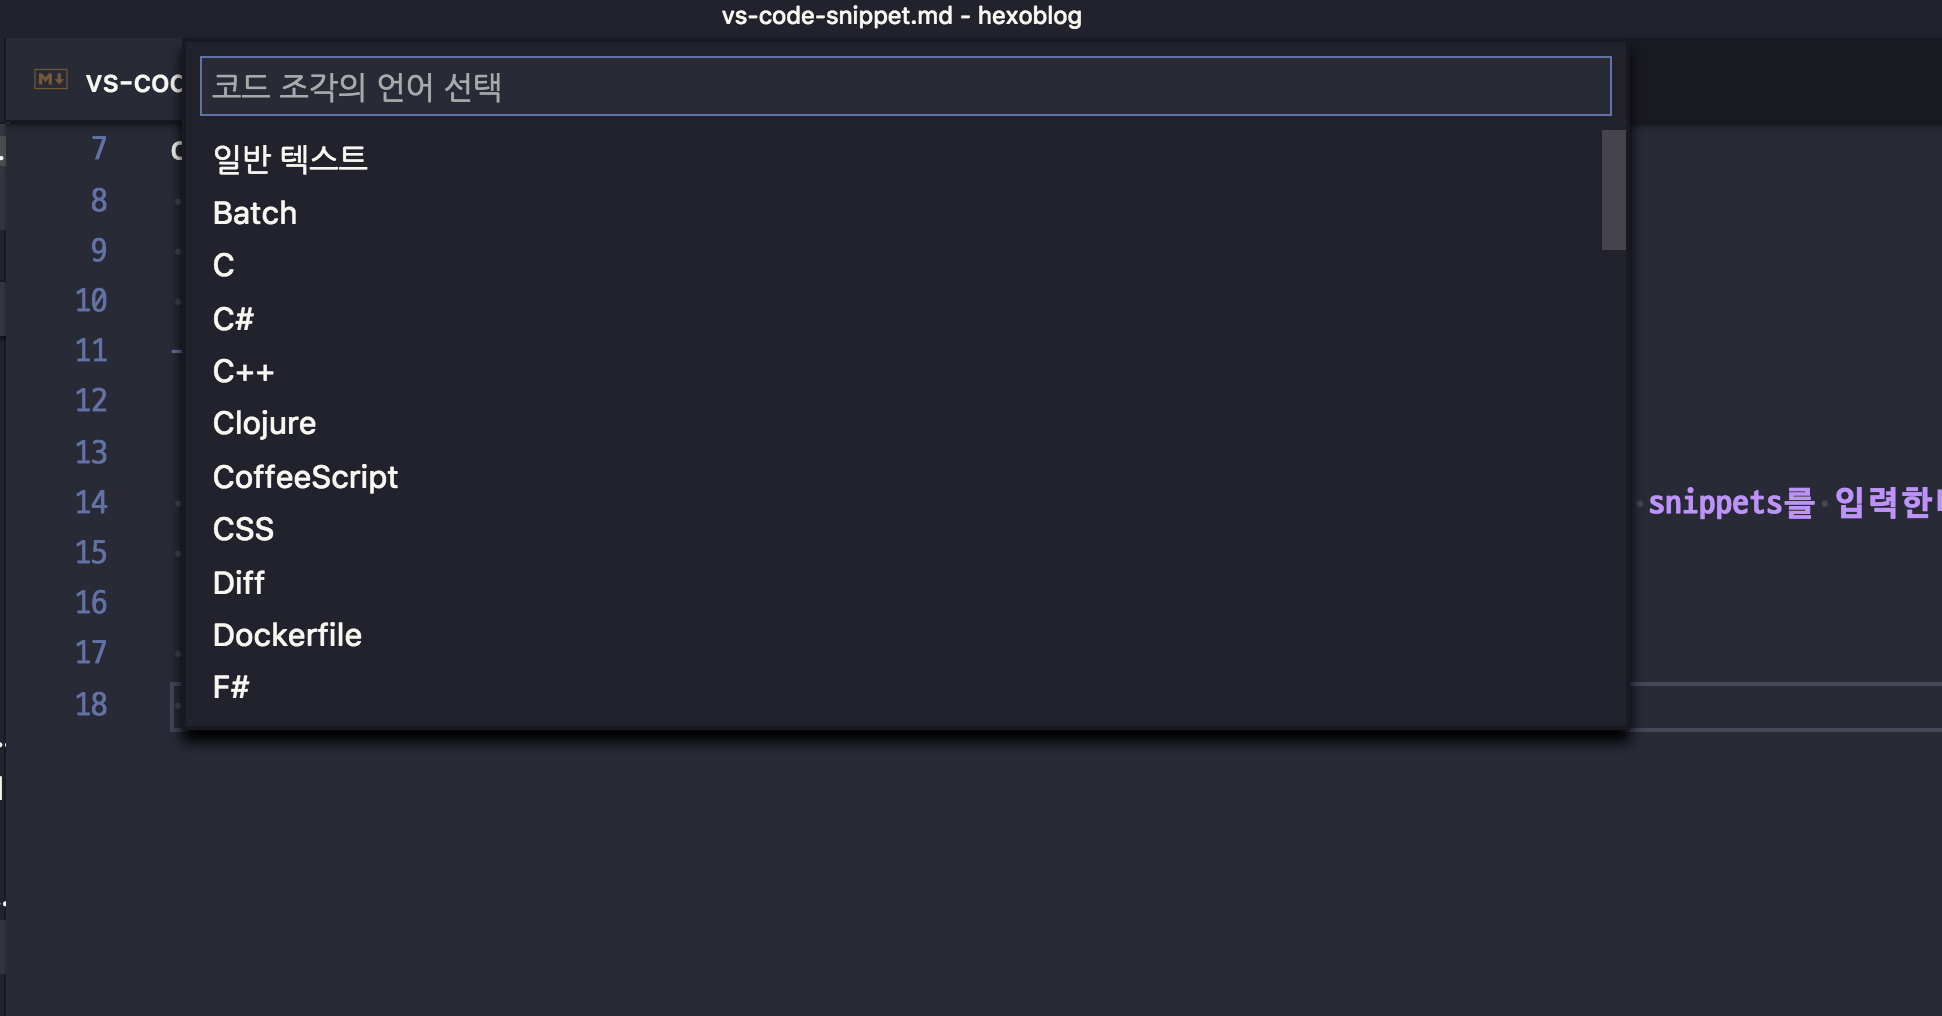 vs-code-snippet.md - hexoblog
vs-cod
코드 조각의 언어 선택
일반 텍스트
Batch
C
C#
C++
Clojure
CoffeeScript
CSS
Diff
Dockerfile
F#
7
8
9
10
11
12
13
14 snippets를 입력한
15
16
17
18